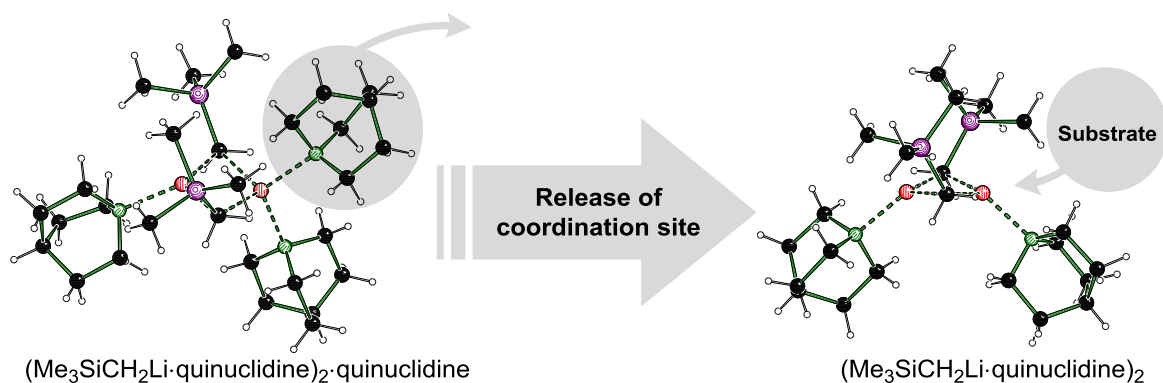 Substrate
Release of
coordination site
(Me₃SiCH₂Li·quinuclidine)₂·quinuclidine
(Me₃SiCH₂Li·quinuclidine)₂